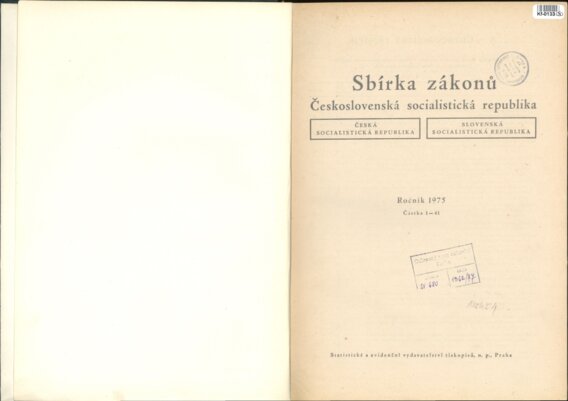 Sbírka zákonů
Československá socialistická republika
ČESKÁ
SOCIALISTICKÁ REPUBLIKA
SLOVENSKÁ
SOCIALISTICKÁ REPUBLIKA
Ročník 1975
Částka 1—41
Statistické a evidenční vydavatelství tiskopisů, n. p., Praha